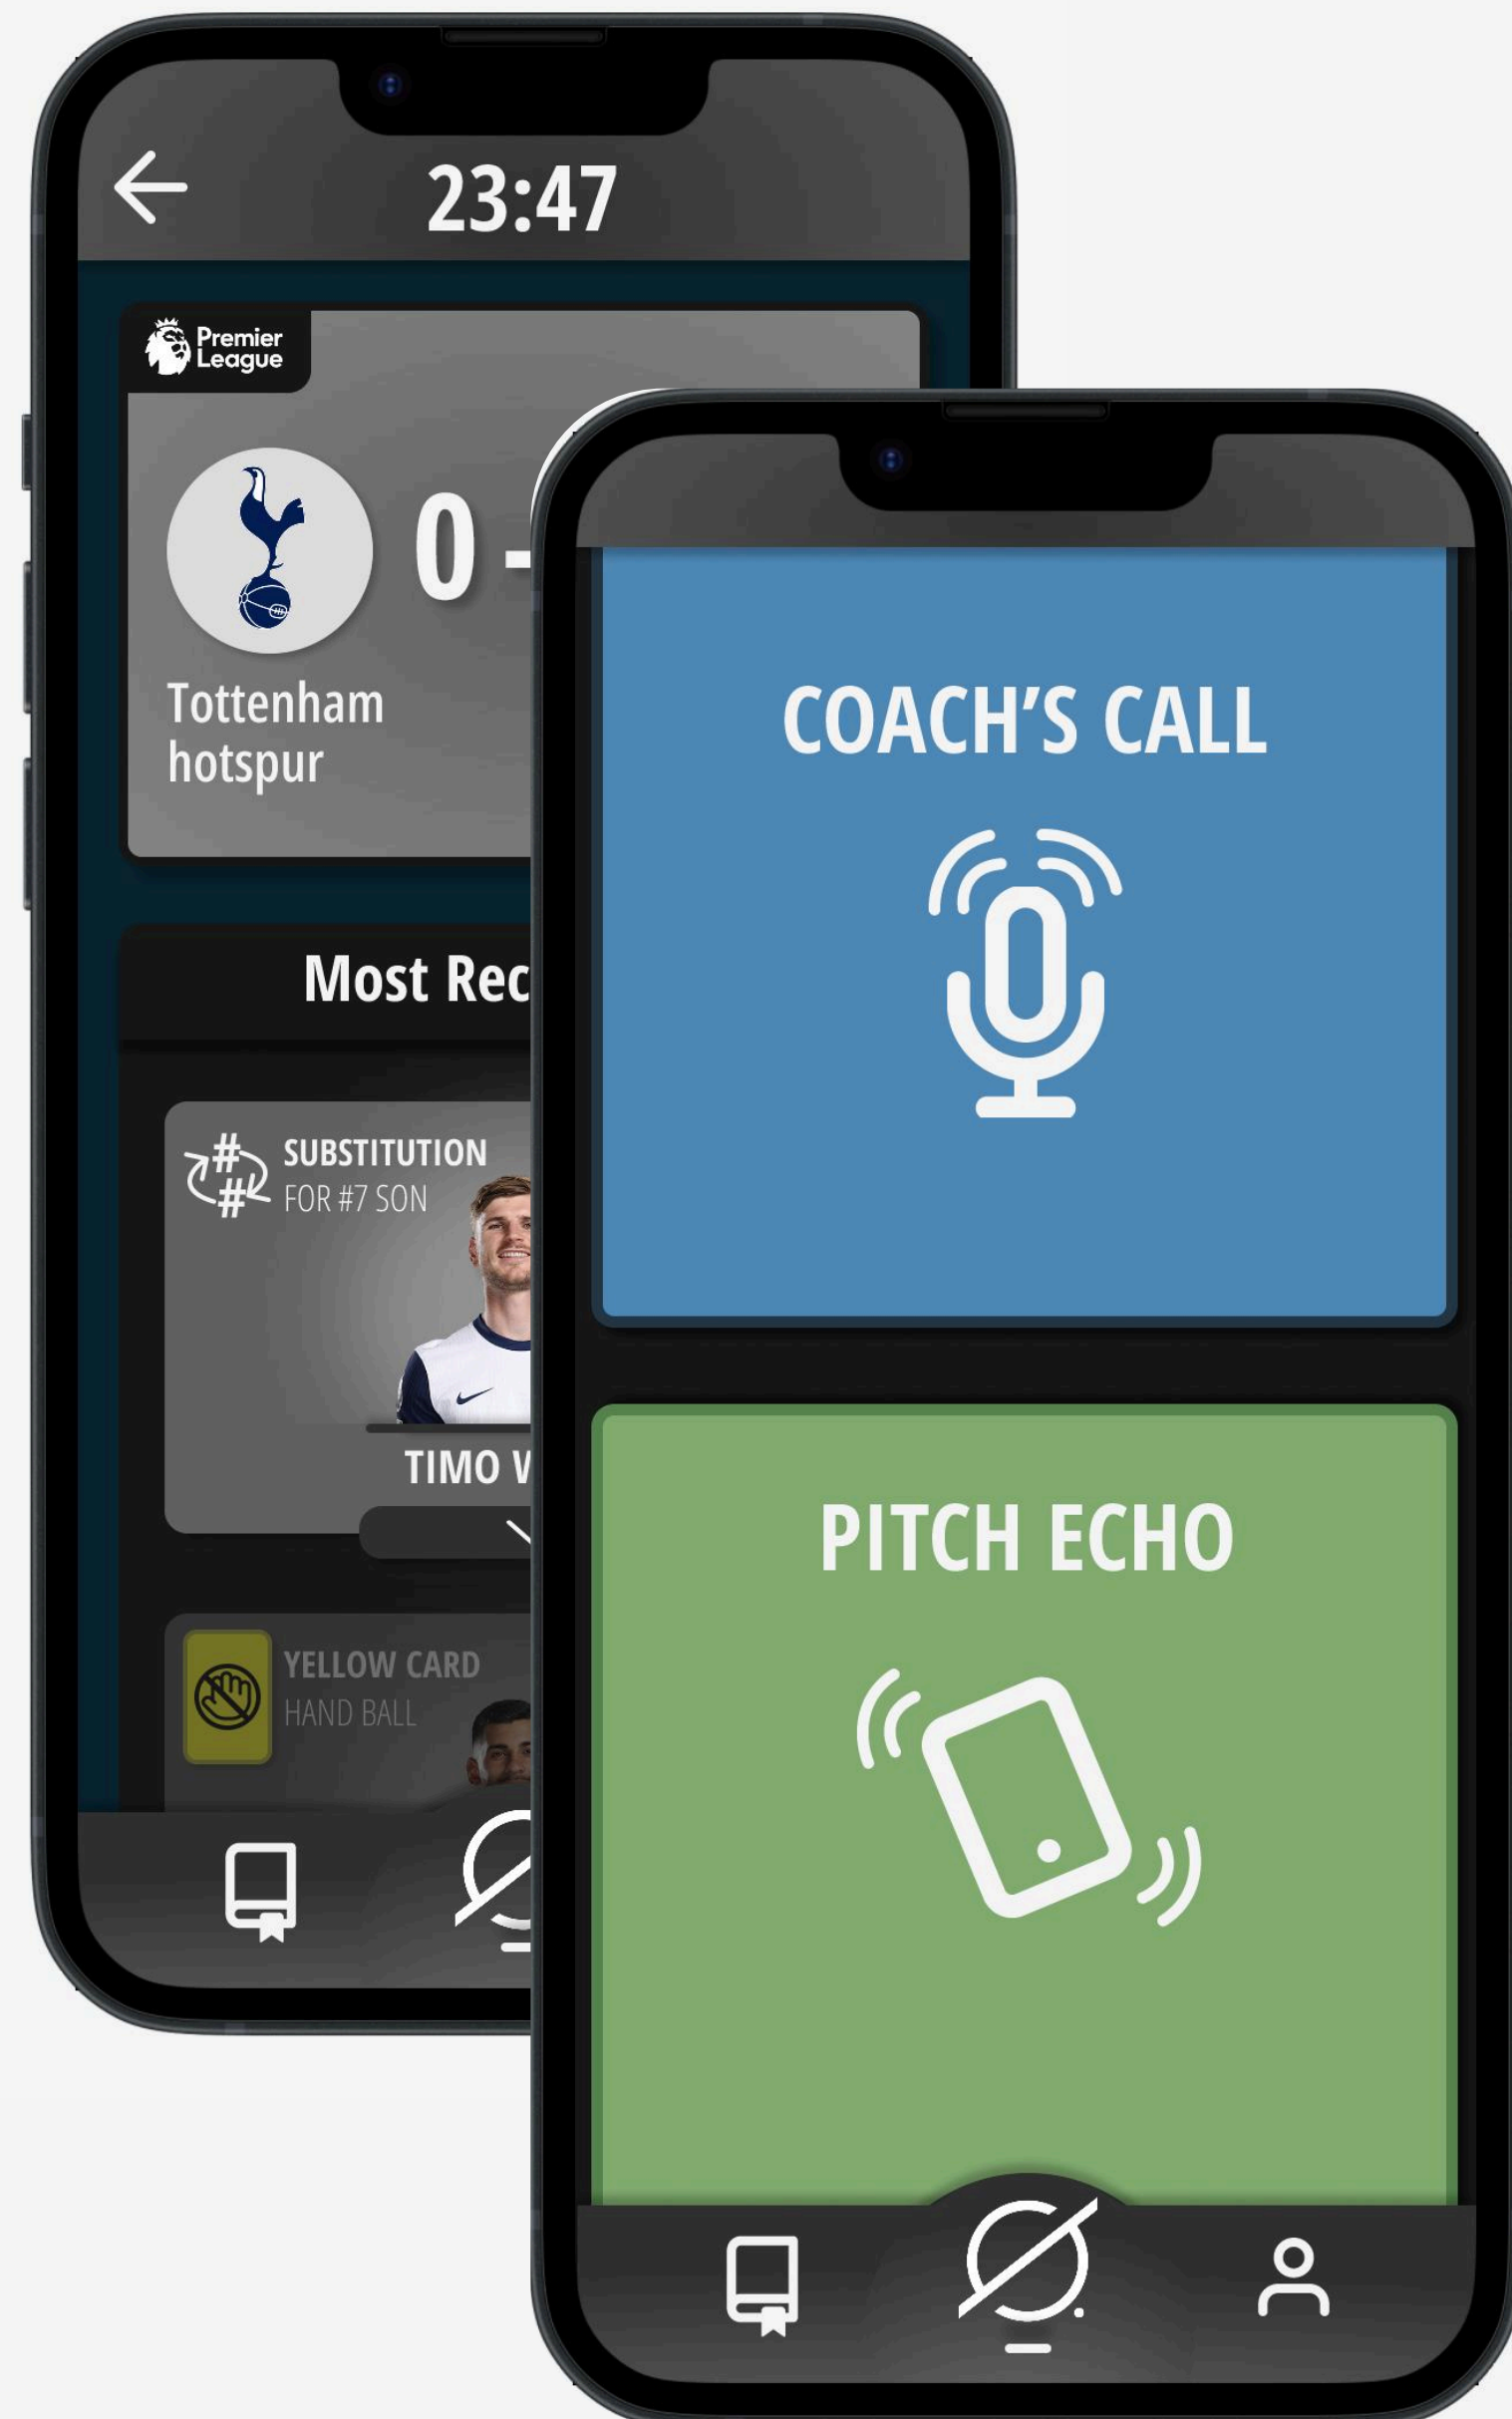 23:47
Premier
League
0 -
Tottenham
hotspur
Most Rec
SUBSTITUTION
FOR #7 SON
TIMO
YELLOW CARD
HAND BALL
COACH'S CALL
PITCH ECHO